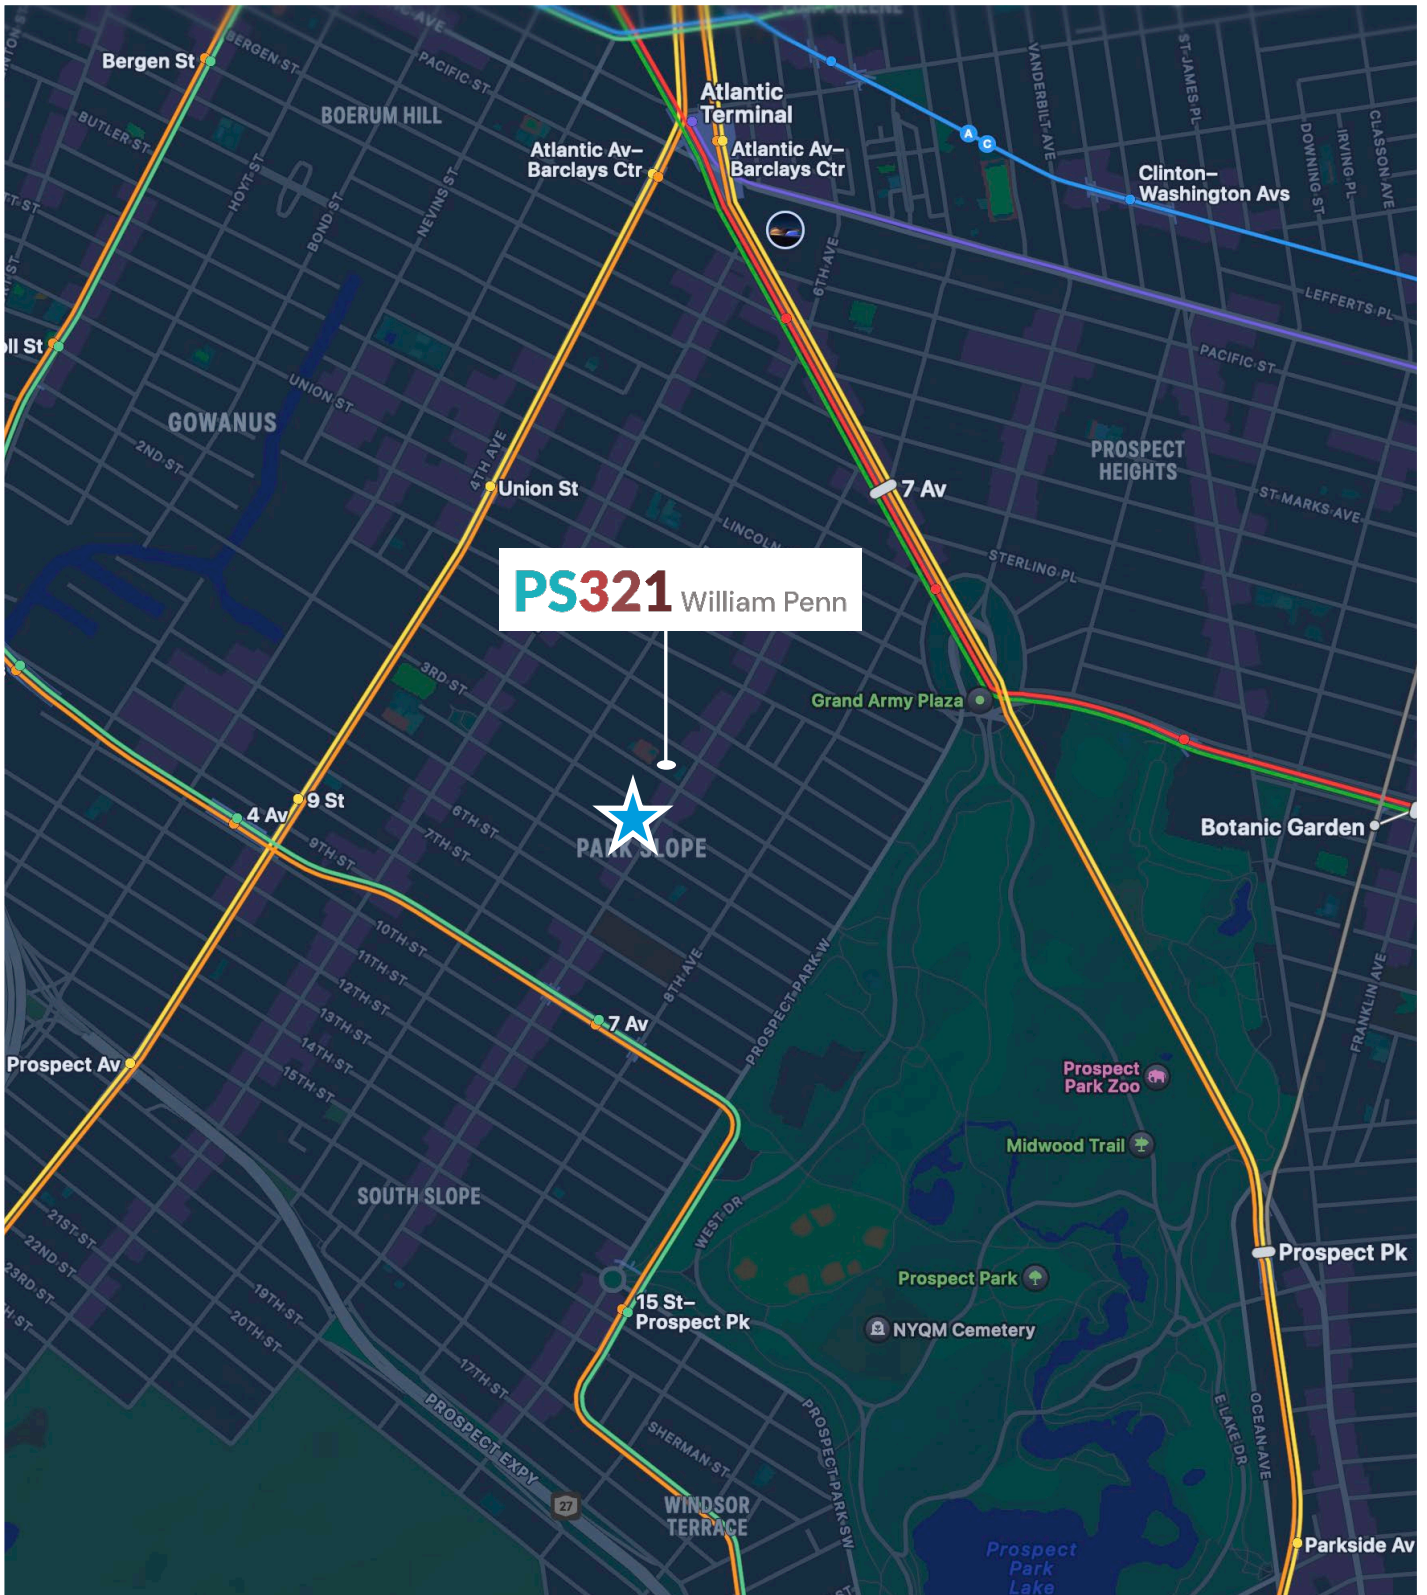 Bergen St
BERGEN ST
PACIFIC ST
BUTLER ST
BOERUM HILL
HOYT ST
BOND ST
NEVINS ST
Atlantic
Terminal
Atlantic Av–
Barclays Ctr
Atlantic Av–
Barclays Ctr
A
C
VANDERBILT AVE
ST JAMES PL
DOWNING ST
IRVING PL
CLASSON AVE
Clinton–
Washington Avs
6TH AVE
LEFFERTS PL
PACIFIC ST
oll St
UNION ST
GOWANUS
2ND ST
4TH AVE
Union St
7 Av
PROSPECT
HEIGHTS
ST MARKS AVE
LINCOLN
STERLING PL
PS321 William Penn
3RD ST
Grand Army Plaza
9 St
4 Av
9TH ST
6TH ST
7TH ST
PARK SLOPE
Botanic Garden
10TH ST
11TH ST
12TH ST
13TH ST
14TH ST
15TH ST
8TH AVE
PROSPECT PARK W
7 Av
FRANKLIN AVE
Prospect Av
Prospect
Park Zoo
Midwood Trail
SOUTH SLOPE
WEST DR
21ST ST
22ND ST
23RD ST
19TH ST
20TH ST
Prospect Pk
Prospect Park
NYQM Cemetery
15 St–
Prospect Pk
17TH ST
PROSPECT EXPY
27
SHERMAN ST
PROSPECT PARK SW
E LAKE DR
OCEAN AVE
WINDSOR
TERRACE
Prospect
Park
Lake
Parkside Av